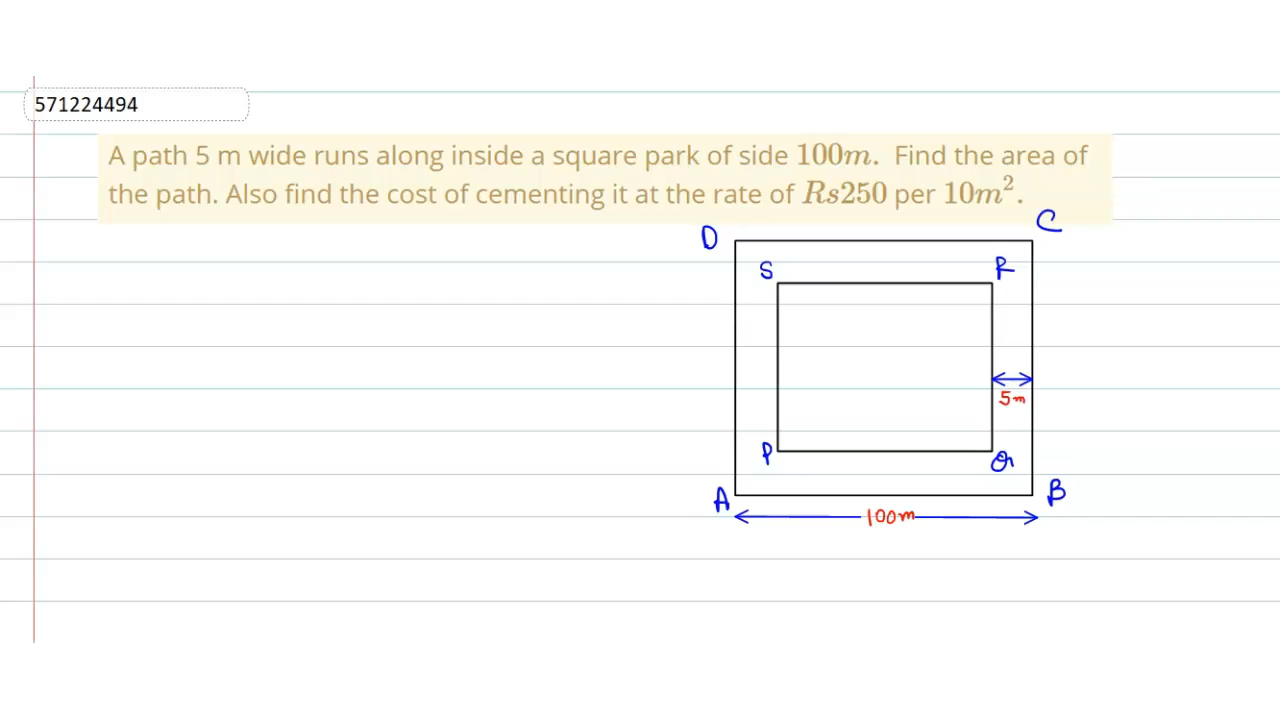 571224494
A path 5 m wide runs along inside a square park of side 100m. Find the area of
the path. Also find the cost of cementing it at the rate of Rs250 per 10m².
D C
S R
5m
P Q
A B
100m